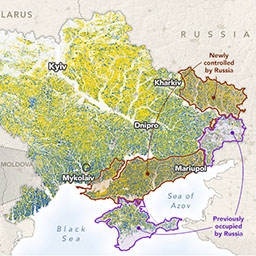 LARUS
RUSSIA
Newly
controlled
by Russia
Kyiv
Kharkiv
Dnipro
MOLDOVA
Mykolaiv
Mariupol
Sea of
Azov
Black
Sea
Previously
occupied
by Russia